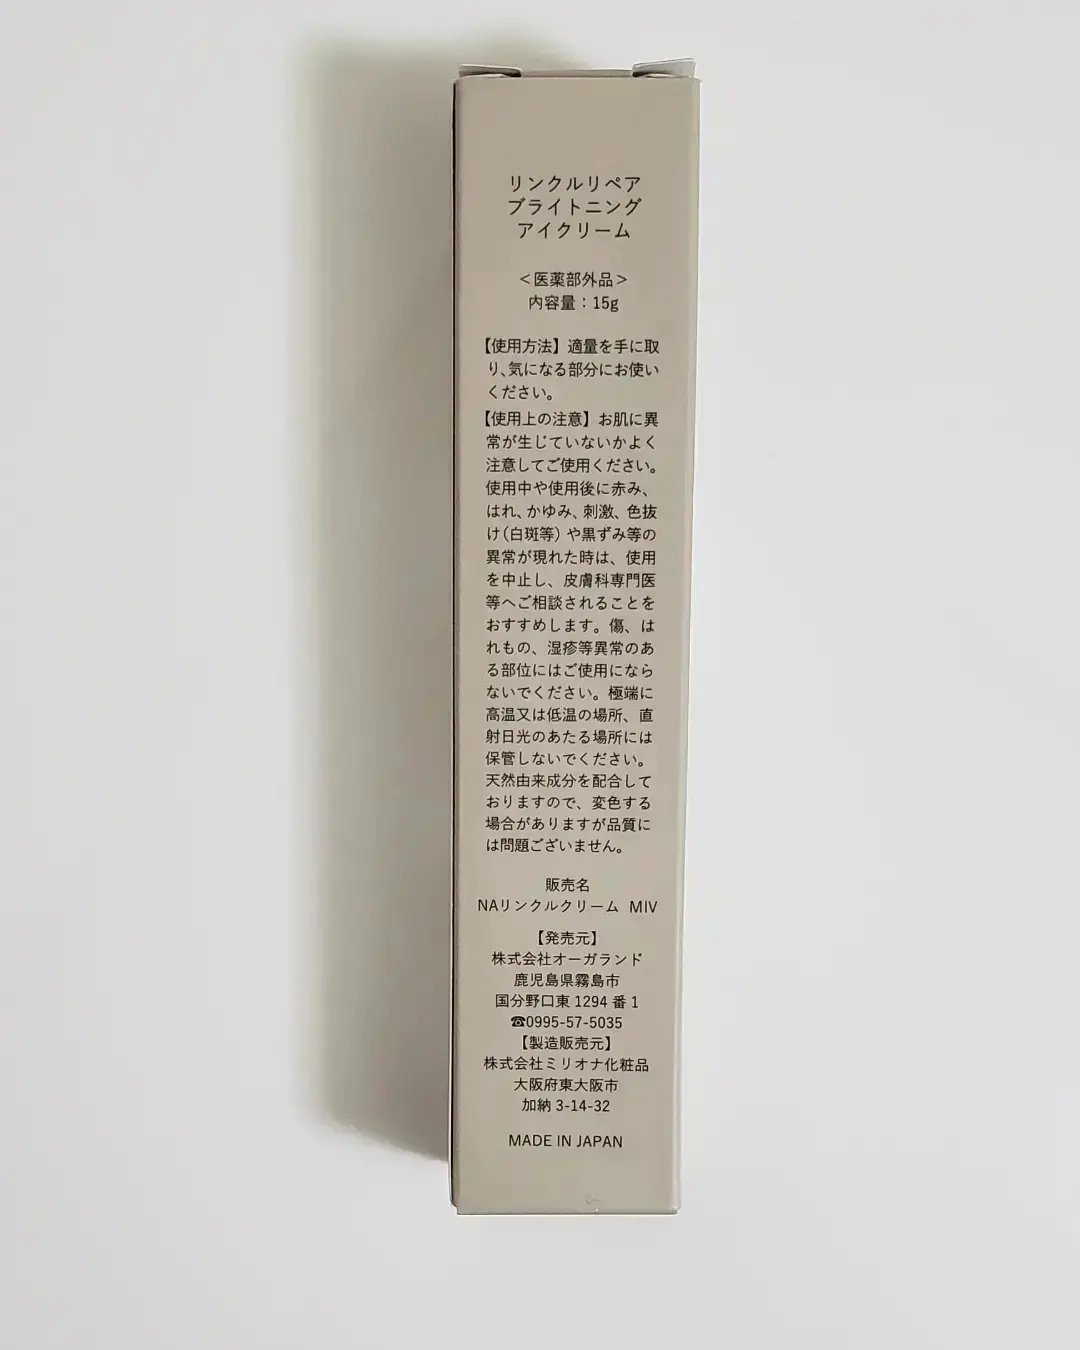 リンクルリペア
ブライトニング
アイクリーム
＜医薬部外品＞
内容量：15g
【使用方法】適量を手に取
り、気になる部分にお使い
ください。
【使用上の注意】お肌に異
常が生じていないかよく
注意してご使用ください。
使用中や使用後に赤み、
はれ、かゆみ、刺激、色抜
け（白斑等）や黒ずみ等の
異常が現れた時は、使用
を中止し、皮膚科専門医
等へご相談されることを
おすすめします。傷、は
れもの、湿疹等異常のあ
る部位にはご使用になら
ないでください。極端に
高温又は低温の場所、直
射日光のあたる場所には
保管しないでください。
天然由来成分を配合して
おりますので、変色する
場合がありますが品質に
は問題ございません。
販売名
NAリンクルクリーム MIV
【発売元】
株式会社オーガランド
鹿児島県霧島市
国分野口東1294番1
☎0995-57-5035
【製造販売元】
株式会社ミリオナ化粧品
大阪府東大阪市
加納3-14-32
MADE IN JAPAN